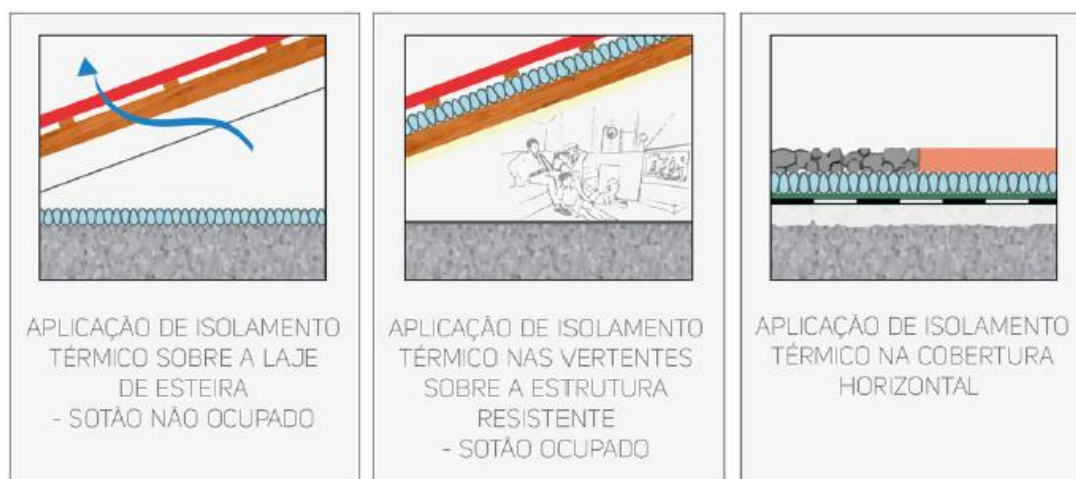 APLICAÇÃO DE ISOLAMENTO
TÉRMICO SOBRE A LAJE
DE ESTEIRA
- SOTÃO NÃO OCUPADO
APLICAÇÃO DE ISOLAMENTO
TÉRMICO NAS VERTENTES
SOBRE A ESTRUTURA
RESISTENTE
- SOTÃO OCUPADO
APLICAÇÃO DE ISOLAMENTO
TÉRMICO NA COBERTURA
HORIZONTAL